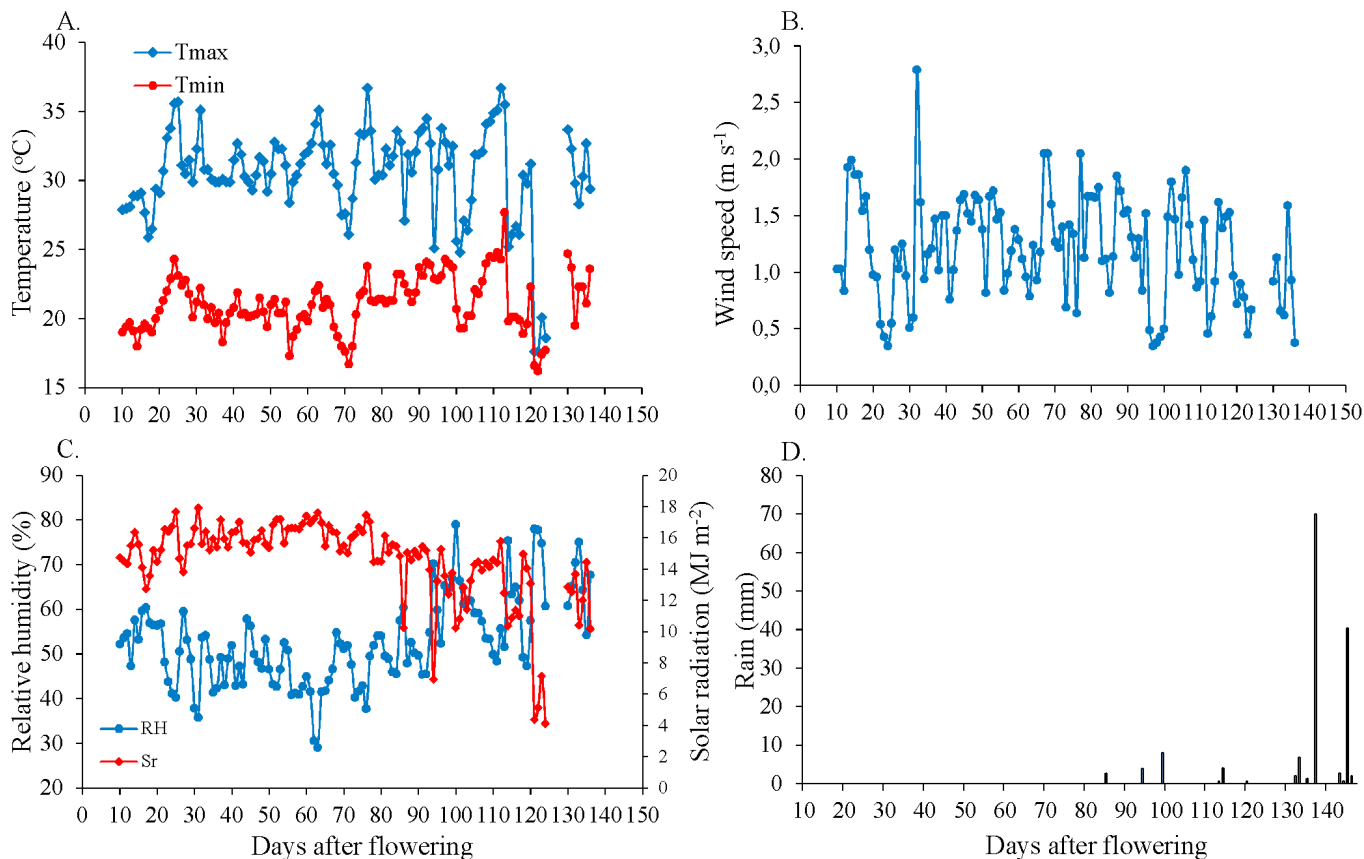 A.
Tmax
Tmin
Temperature (°C)
40
35
30
25
20
15
0 10 20 30 40 50 60 70 80 90 100 110 120 130 140 150
B.
Wind speed (m s⁻¹)
3,0
2,5
2,0
1,5
1,0
0,5
0,0
0 10 20 30 40 50 60 70 80 90 100 110 120 130 140 150
C.
Relative humidity (%)
90
80
70
60
50
40
30
20
RH
Sr
20
18
16
14
12
10
8
6
4
2
0
Solar radiation (MJ m⁻²)
0 10 20 30 40 50 60 70 80 90 100 110 120 130 140 150
Days after flowering
D.
Rain (mm)
80
70
60
50
40
30
20
10
0
10 20 30 40 50 60 70 80 90 100 110 120 130 140
Days after flowering